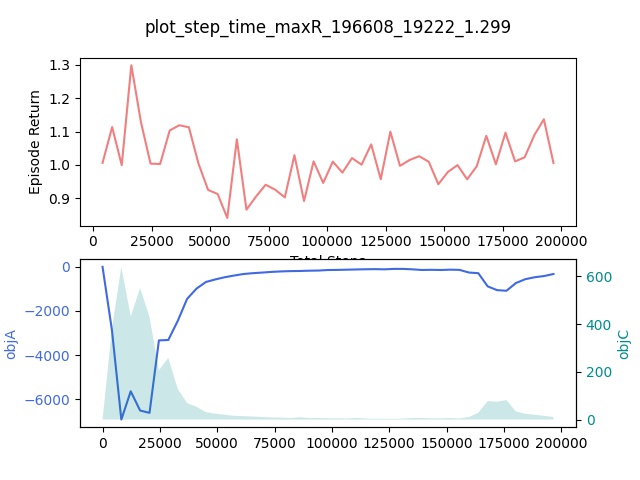 plot_step_time_maxR_196608_19222_1.299
1.3
1.2
1.1
1.0
0.9
Episode Return
0 25000 50000 75000 100000 125000 150000 175000 200000
Total Steps
0
−2000
−4000
−6000
objA
600
400
200
0
objC
0 25000 50000 75000 100000 125000 150000 175000 200000